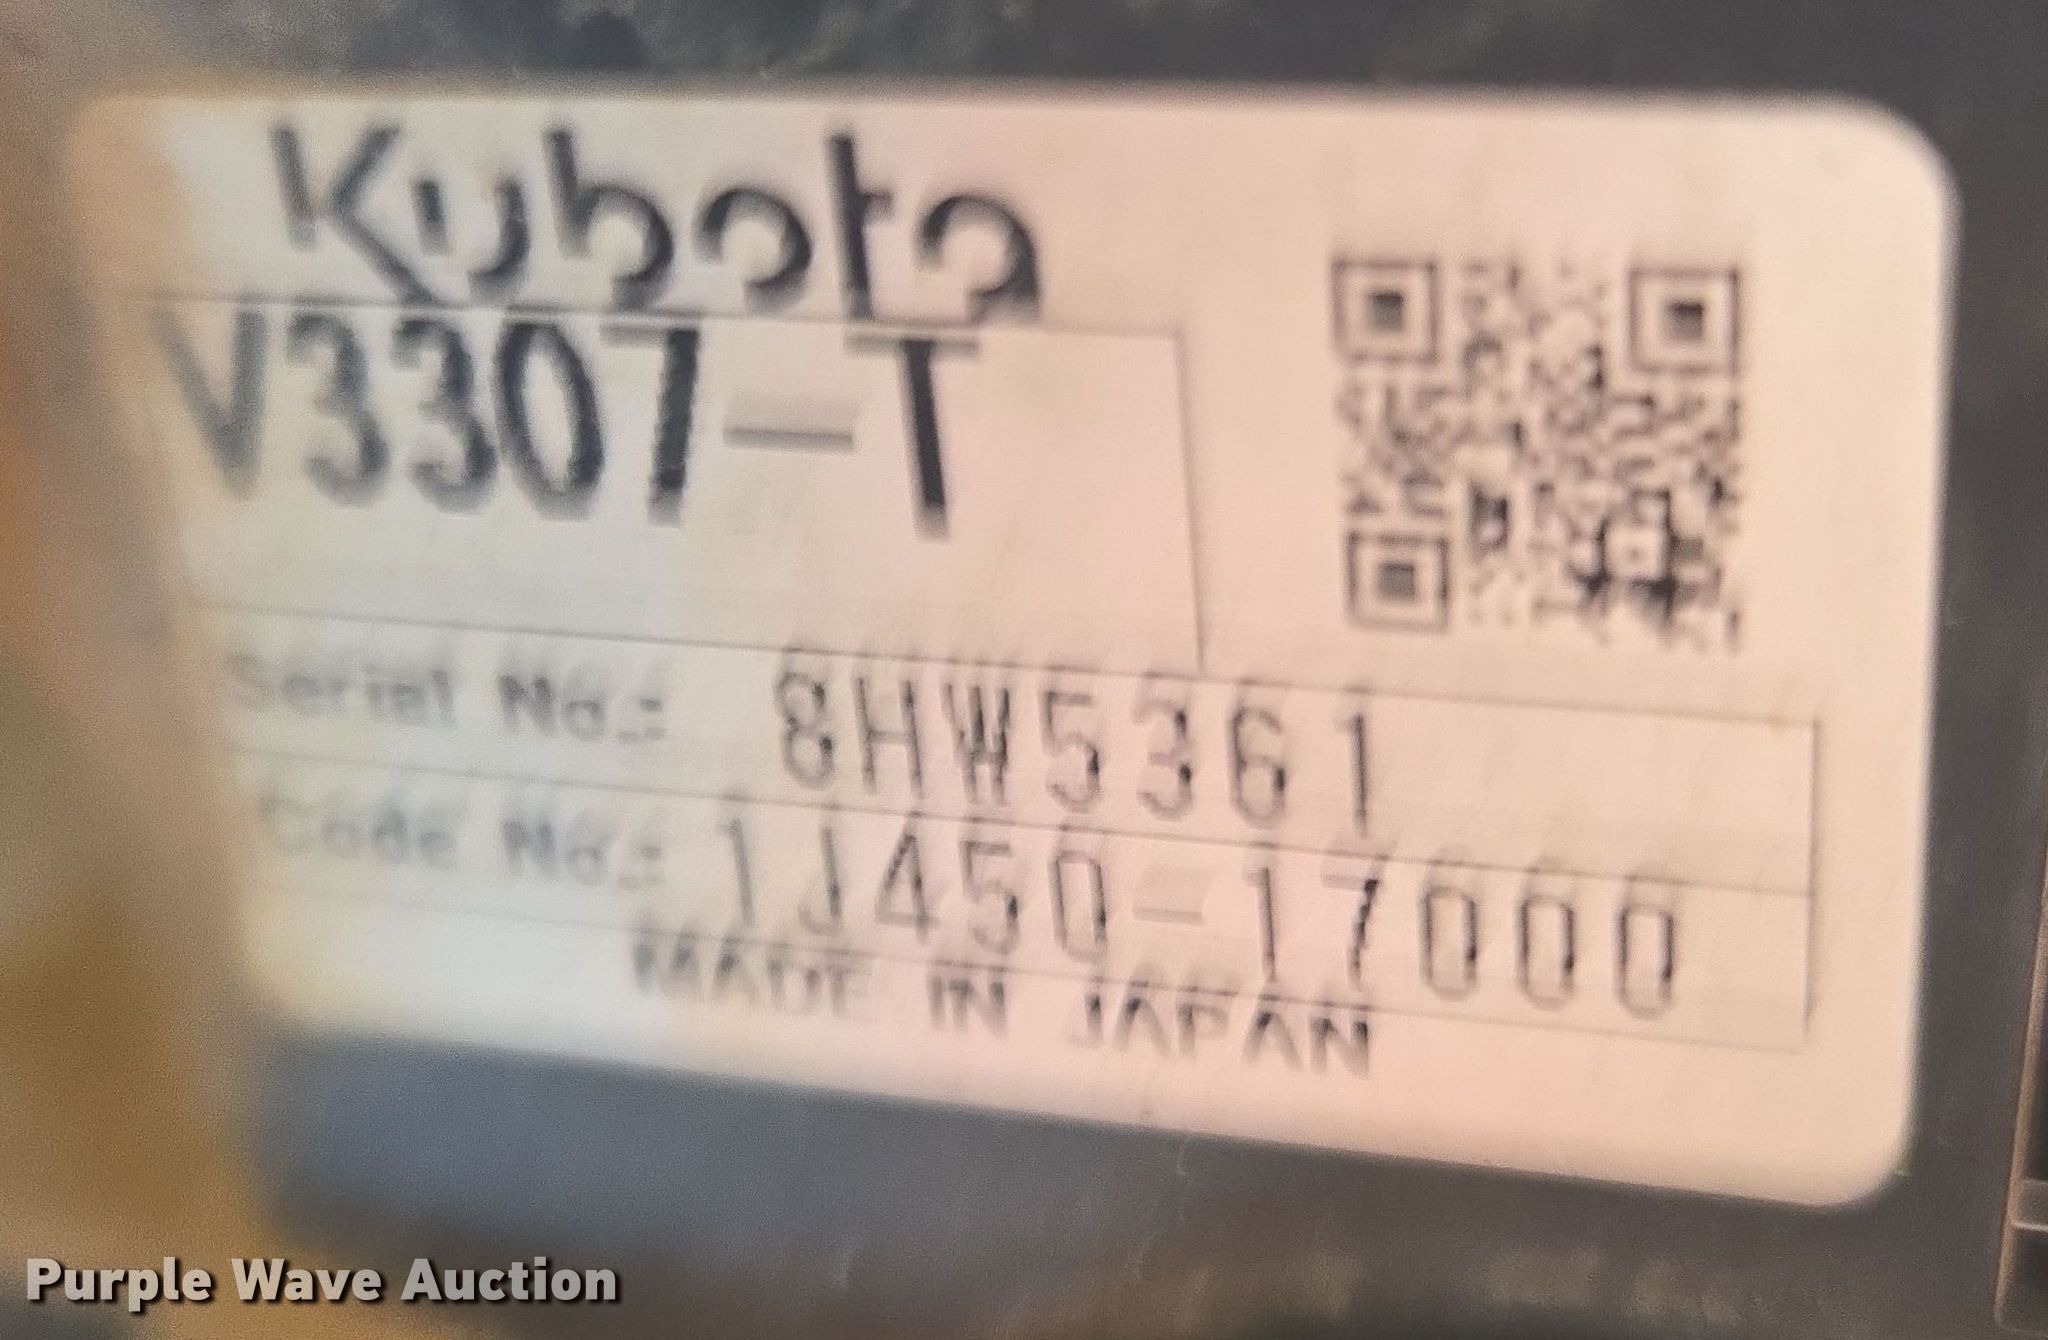 Kubota
V3307-T
Serial No.: 8HW5361
Code No.: 1J450-17000
MADE IN JAPAN
Purple Wave Auction